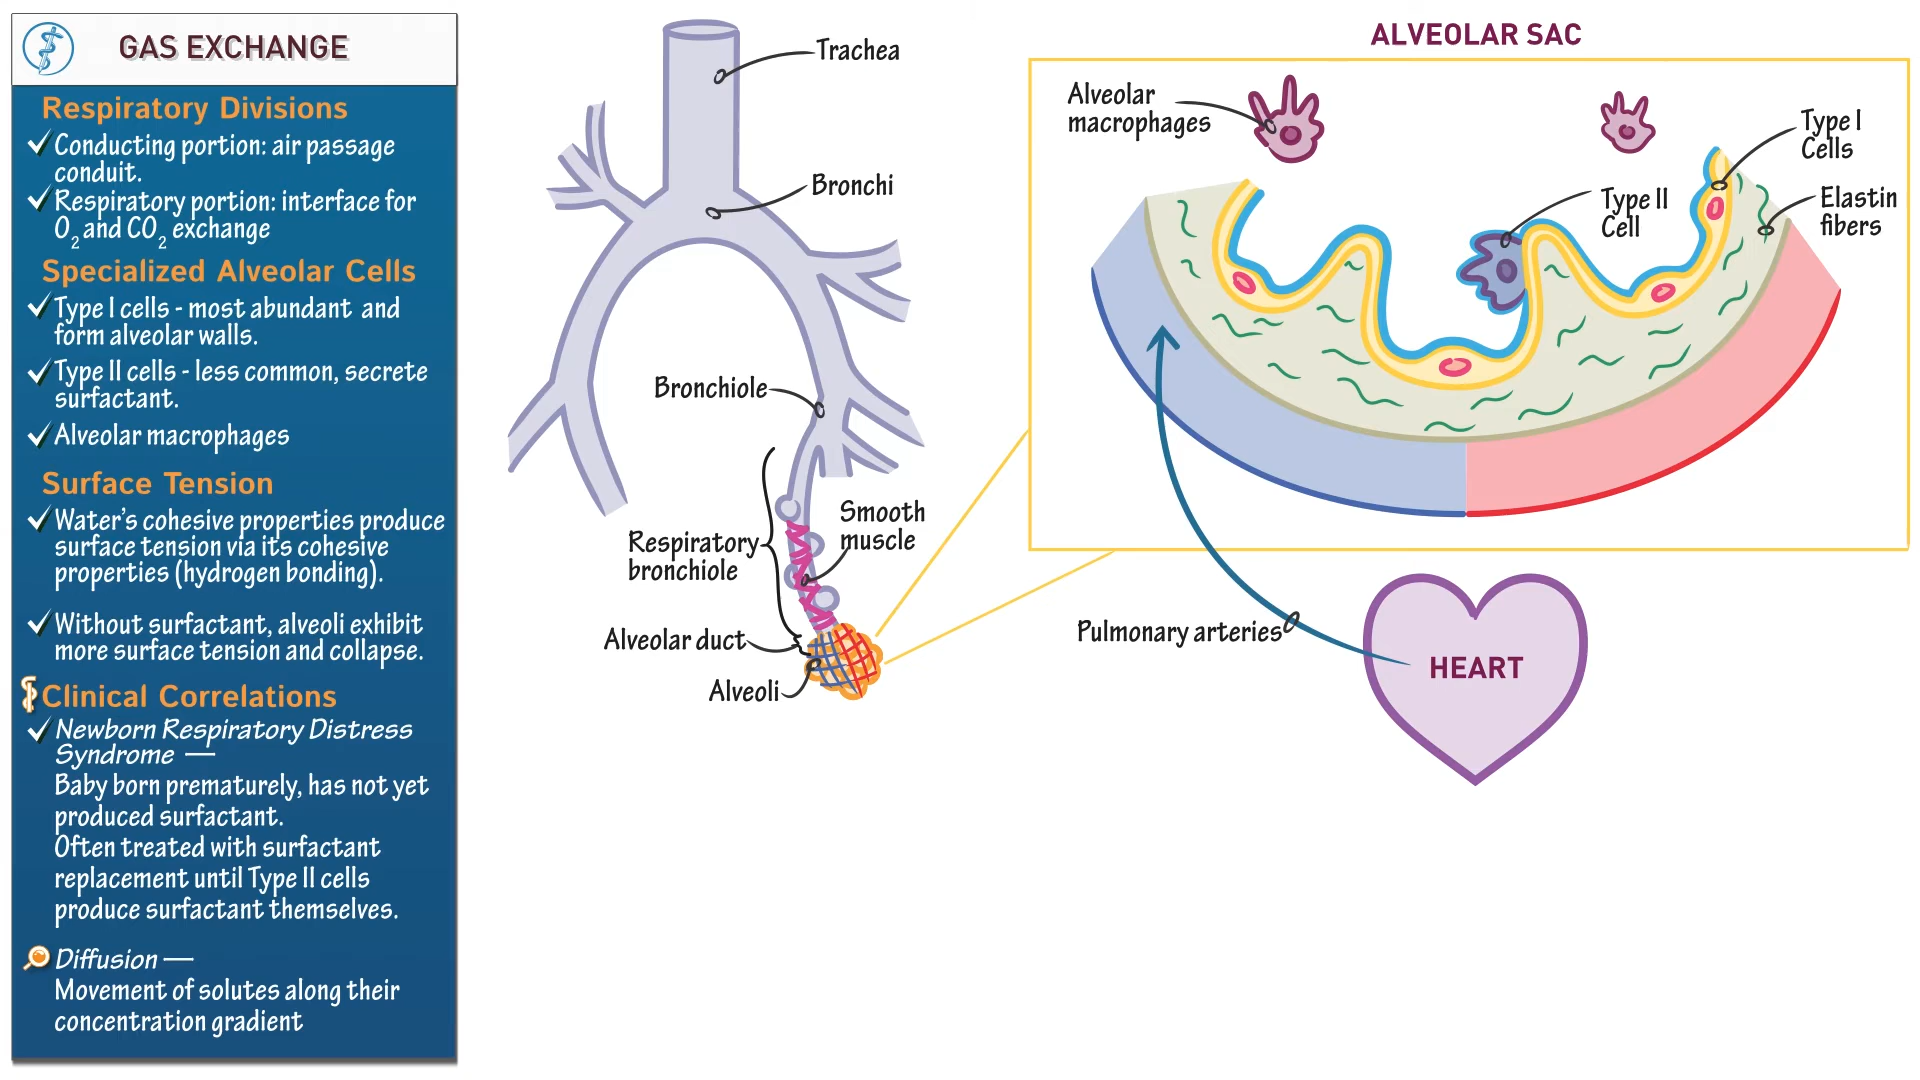 GAS EXCHANGE
Respiratory Divisions
Conducting portion: air passage
conduit.
Respiratory portion: interface for
O2 and CO2 exchange
Specialized Alveolar Cells
Type I cells - most abundant and
form alveolar walls.
Type II cells - less common, secrete
surfactant.
Alveolar macrophages
Surface Tension
Water's cohesive properties produce
surface tension via its cohesive
properties (hydrogen bonding).
Without surfactant, alveoli exhibit
more surface tension and collapse.
Clinical Correlations
Newborn Respiratory Distress
Syndrome —
Baby born prematurely, has not yet
produced surfactant.
Often treated with surfactant
replacement until Type II cells
produce surfactant themselves.
Diffusion —
Movement of solutes along their
concentration gradient
Trachea
Bronchi
Bronchiole
Smooth
muscle
Respiratory
bronchiole
Alveolar duct
Alveoli
ALVEOLAR SAC
Alveolar
macrophages
Type I
Cells
Type II
Cell
Elastin
fibers
Pulmonary arteries
HEART